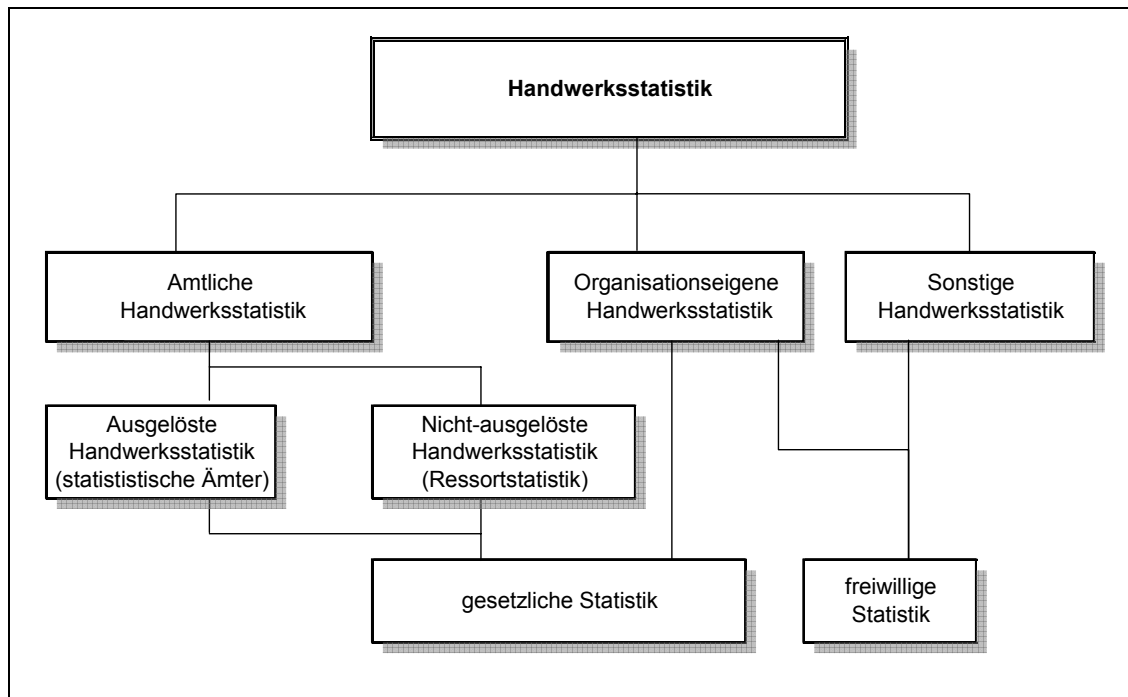 Handwerksstatistik
Amtliche
Handwerksstatistik
Organisationseigene
Handwerksstatistik
Sonstige
Handwerksstatistik
Ausgelöste
Handwerksstatistik
(statististische Ämter)
Nicht-ausgelöste
Handwerksstatistik
(Ressortstatistik)
gesetzliche Statistik
freiwillige
Statistik